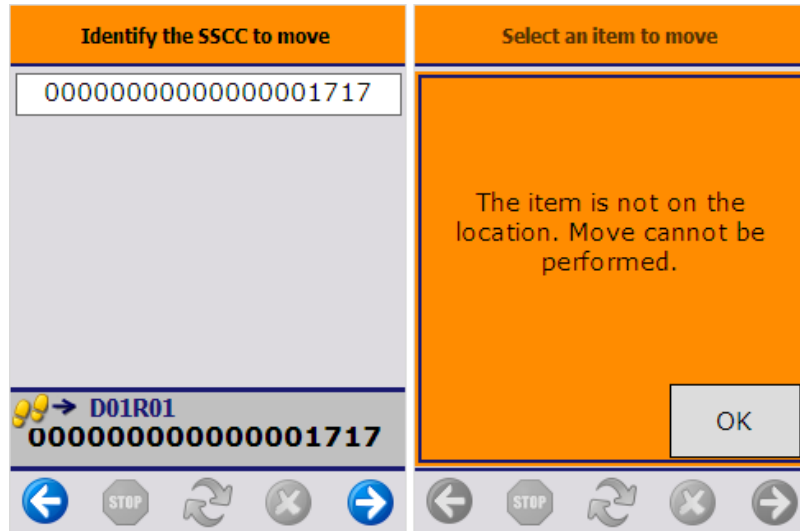 Identify the SSCC to move
00000000000000001717
D01R01
000000000000001717
STOP
Select an item to move
The item is not on the
location. Move cannot be
performed.
OK
STOP